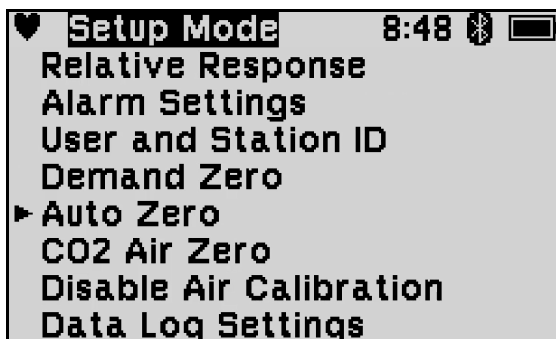 Setup Mode 8:48
Relative Response
Alarm Settings
User and Station ID
Demand Zero
Auto Zero
CO2 Air Zero
Disable Air Calibration
Data Log Settings